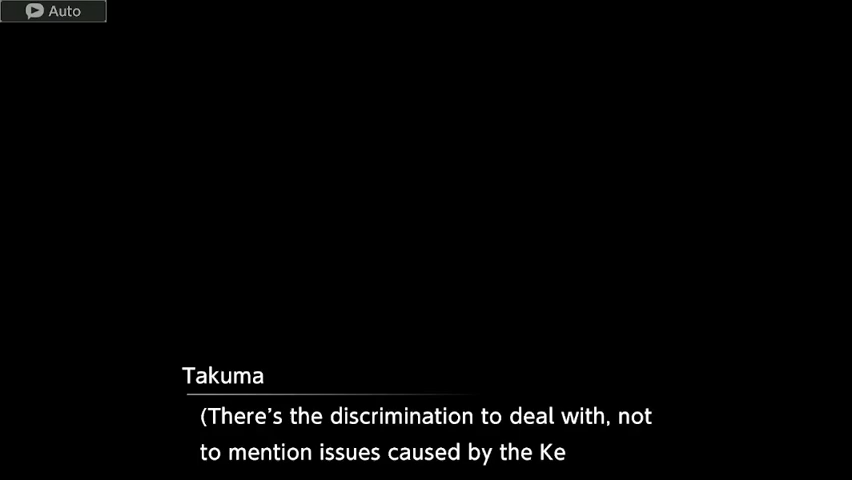 Auto
Takuma
(There's the discrimination to deal with, not
to mention issues caused by the Ke